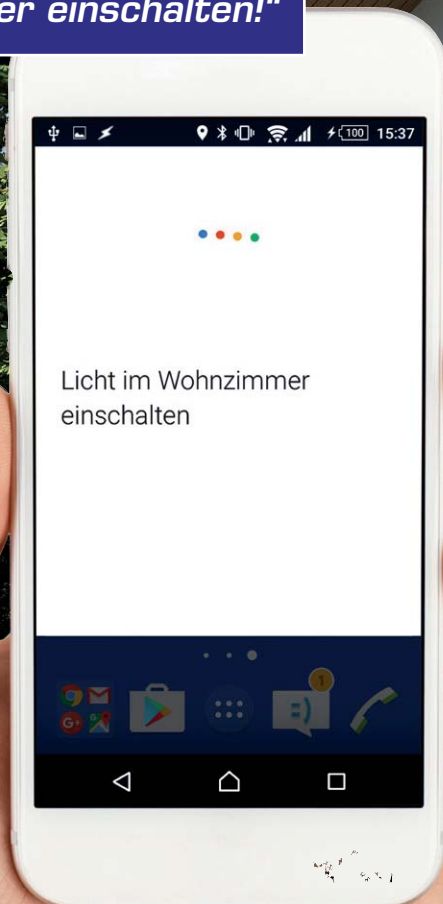 er einschalten!"
100 15:37
Licht im Wohnzimmer
einschalten
G+
1